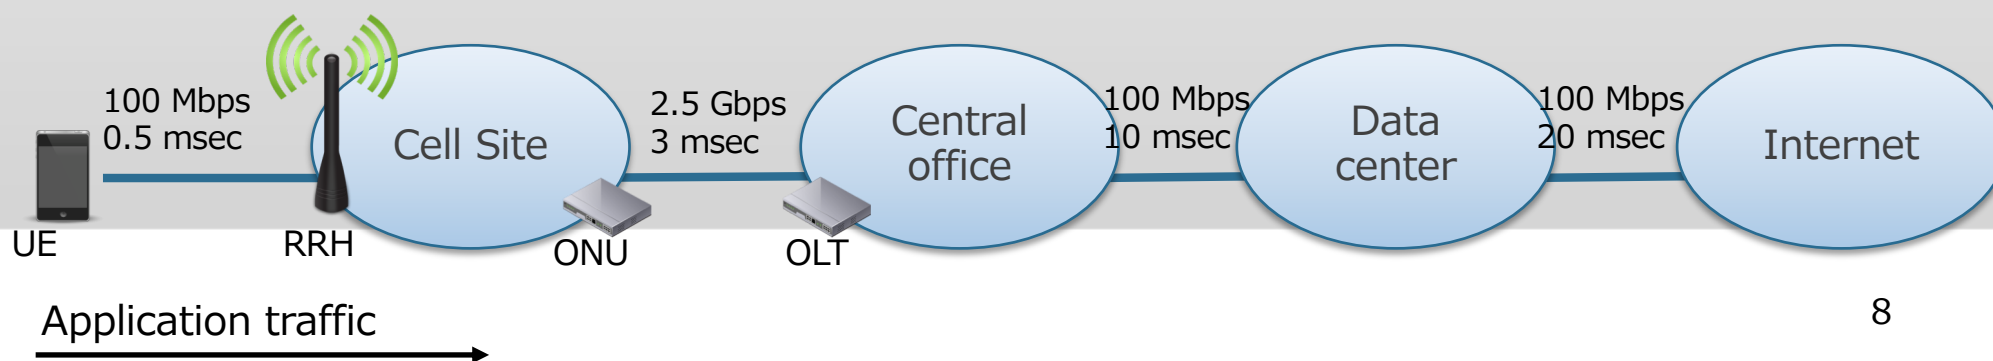 100 Mbps
0.5 msec
Cell Site
2.5 Gbps
3 msec
Central
office
100 Mbps
10 msec
Data
center
100 Mbps
20 msec
Internet
UE
RRH
ONU
OLT
Application traffic
8